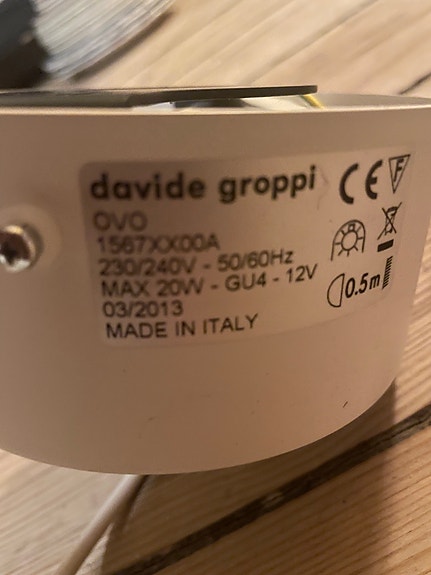 davide groppi CE F
OVO
1567XX00A
230/240V - 50/60Hz
MAX 20W - GU4 - 12V
03/2013
0.5m
MADE IN ITALY